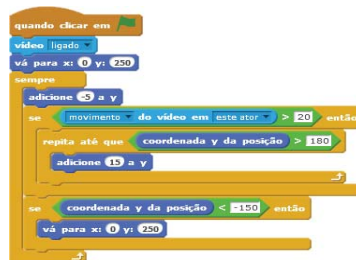 quando clicar em
vídeo ligado
vá para x: 0 y: 250
sempre
adicione -5 a y
se movimento do vídeo em este ator > 20 então
repita até que coordenada y da posição > 180
adicione 15 a y
se coordenada y da posição < -150 então
vá para x: 0 y: 250